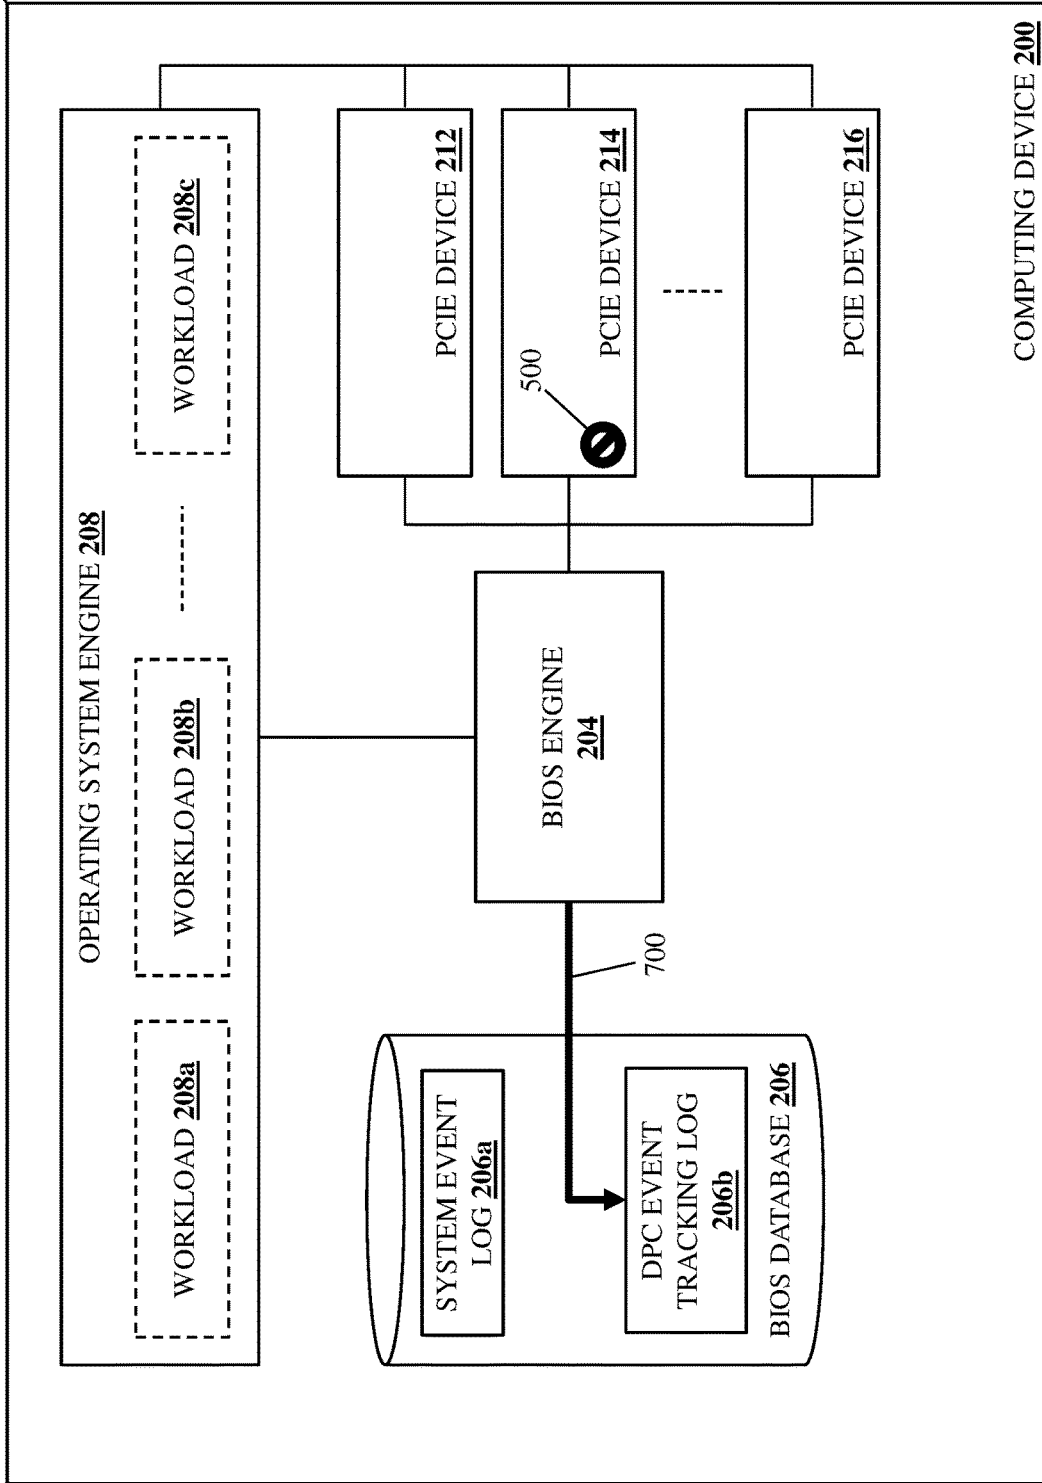 OPERATING SYSTEM ENGINE 208
WORKLOAD 208a
WORKLOAD 208b
WORKLOAD 208c
SYSTEM EVENT
LOG 206a
DPC EVENT
TRACKING LOG
206b
BIOS DATABASE 206
700
BIOS ENGINE
204
PCIE DEVICE 212
500
PCIE DEVICE 214
PCIE DEVICE 216
COMPUTING DEVICE 200